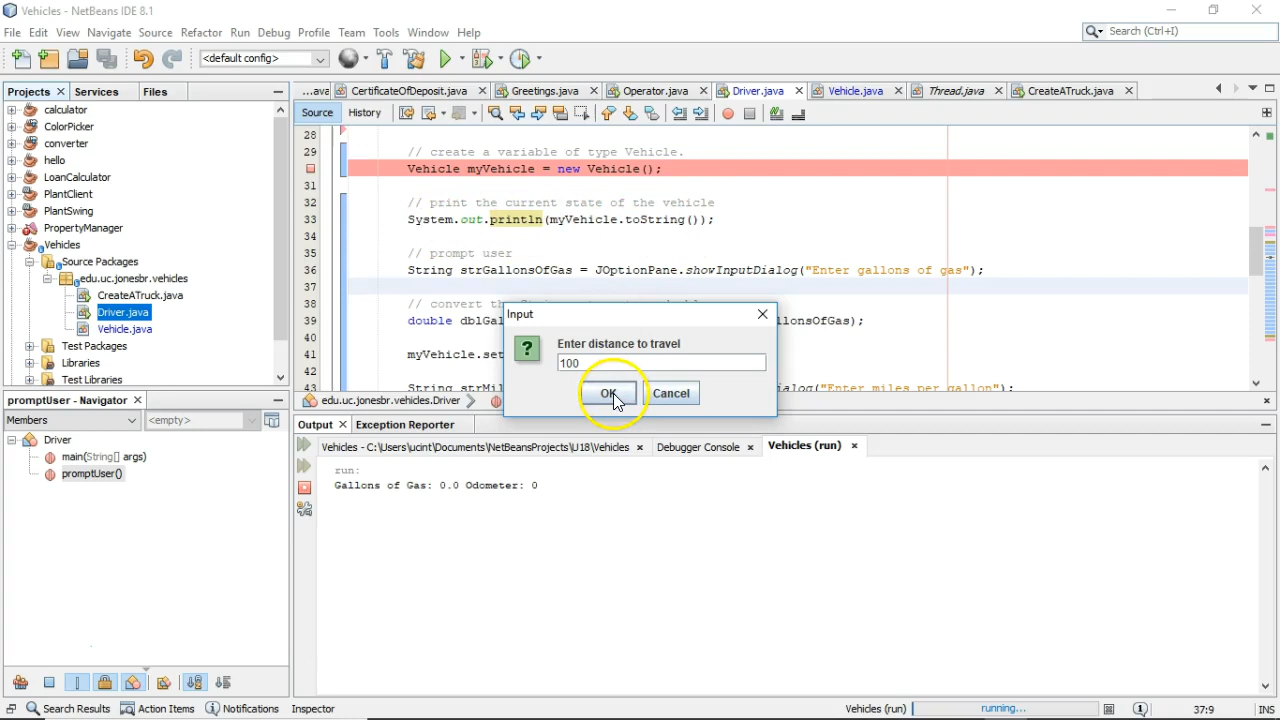 Vehicles - NetBeans IDE 8.1
File Edit View Navigate Source Refactor Run Debug Profile Team Tools Window Help
Search (Ctrl+I)
<default config>
Projects Services Files
...ava CertificateOfDeposit.java Greetings.java Operator.java Driver.java Vehicle.java Thread.java CreateATruck.java
Source History
calculator
ColorPicker
converter
hello
LoanCalculator
PlantClient
PlantSwing
PropertyManager
Vehicles
Source Packages
edu.uc.jonesbr.vehicles
CreateATruck.java
Driver.java
Vehicle.java
Test Packages
Libraries
Test Libraries
28
29 // create a variable of type Vehicle.
Vehicle myVehicle = new Vehicle();
31
32 // print the current state of the vehicle
33 System.out.println(myVehicle.toString());
34
35 // prompt user
36 String strGallonsOfGas = JOptionPane.showInputDialog("Enter gallons of gas");
37
38 // convert th
39 double dblGal lonsOfGas);
40
41 myVehicle.set
42
43 String strMil alog("Enter miles per gallon");
Input
Enter distance to travel
100
OK Cancel
edu.uc.jonesbr.vehicles.Driver
promptUser - Navigator
Members <empty>
Driver
main(String[] args)
promptUser()
Output Exception Reporter
Vehicles - C:\Users\ucint\Documents\NetBeansProjects\U18\Vehicles Debugger Console Vehicles (run)
run:
Gallons of Gas: 0.0 Odometer: 0
Search Results Action Items Notifications Inspector
Vehicles (run) running... 37:9 INS